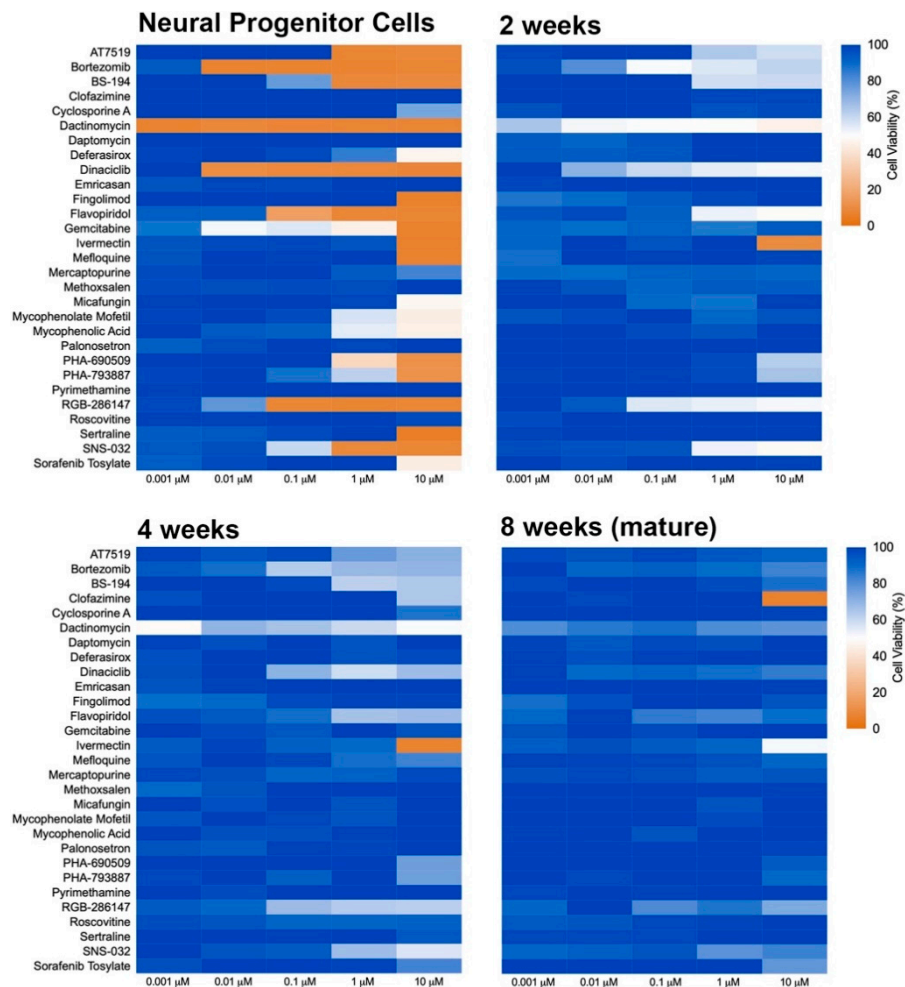 Neural Progenitor Cells
2 weeks
AT7519
Bortezomib
BS-194
Clofazimine
Cyclosporine A
Dactinomycin
Daptomycin
Deferasirox
Dinaciclib
Emricasan
Fingolimod
Flavopiridol
Gemcitabine
Ivermectin
Mefloquine
Mercaptopurine
Methoxsalen
Micafungin
Mycophenolate Mofetil
Mycophenolic Acid
Palonosetron
PHA-690509
PHA-793887
Pyrimethamine
RGB-286147
Roscovitine
Sertraline
SNS-032
Sorafenib Tosylate
0.001 µM 0.01 µM 0.1 µM 1 µM 10 µM
0.001 µM 0.01 µM 0.1 µM 1 µM 10 µM
100
80
60
40
20
0
Cell Viability (%)
4 weeks
8 weeks (mature)
AT7519
Bortezomib
BS-194
Clofazimine
Cyclosporine A
Dactinomycin
Daptomycin
Deferasirox
Dinaciclib
Emricasan
Fingolimod
Flavopiridol
Gemcitabine
Ivermectin
Mefloquine
Mercaptopurine
Methoxsalen
Micafungin
Mycophenolate Mofetil
Mycophenolic Acid
Palonosetron
PHA-690509
PHA-793887
Pyrimethamine
RGB-286147
Roscovitine
Sertraline
SNS-032
Sorafenib Tosylate
0.001 µM 0.01 µM 0.1 µM 1 µM 10 µM
0.001 µM 0.01 µM 0.1 µM 1 µM 10 µM
100
80
60
40
20
0
Cell Viability (%)